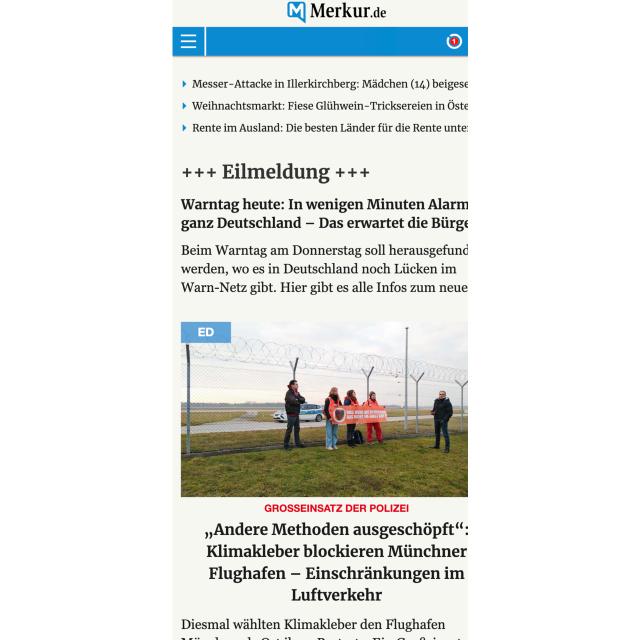 Merkur.de
1
Messer-Attacke in Illerkirchberg: Mädchen (14) beigese
Weihnachtsmarkt: Fiese Glühwein-Tricksereien in Öste
Rente im Ausland: Die besten Länder für die Rente unte
+++ Eilmeldung +++
Warntag heute: In wenigen Minuten Alarm
ganz Deutschland – Das erwartet die Bürge
Beim Warntag am Donnerstag soll herausgefund
werden, wo es in Deutschland noch Lücken im
Warn-Netz gibt. Hier gibt es alle Infos zum neue
ED
GROSSEINSATZ DER POLIZEI
„Andere Methoden ausgeschöpft“:
Klimakleber blockieren Münchner
Flughafen – Einschränkungen im
Luftverkehr
Diesmal wählten Klimakleber den Flughafen